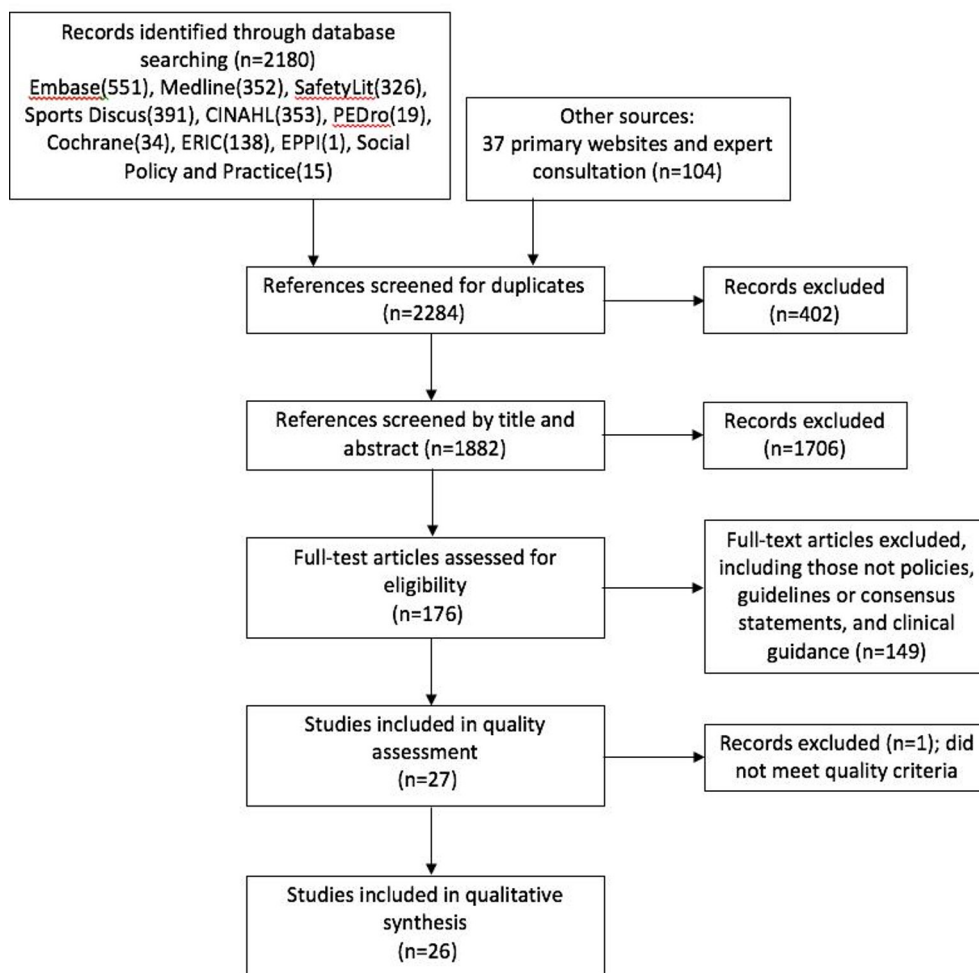 Records identified through database
searching (n=2180)
Embase(551), Medline(352), SafetyLit(326),
Sports Discus(391), CINAHL(353), PEDro(19),
Cochrane(34), ERIC(138), EPPI(1), Social
Policy and Practice(15)
Other sources:
37 primary websites and expert
consultation (n=104)
References screened for duplicates
(n=2284)
Records excluded
(n=402)
References screened by title and
abstract (n=1882)
Records excluded
(n=1706)
Full-test articles assessed for
eligibility
(n=176)
Full-text articles excluded,
including those not policies,
guidelines or consensus
statements, and clinical
guidance (n=149)
Studies included in quality
assessment
(n=27)
Records excluded (n=1); did
not meet quality criteria
Studies included in qualitative
synthesis
(n=26)